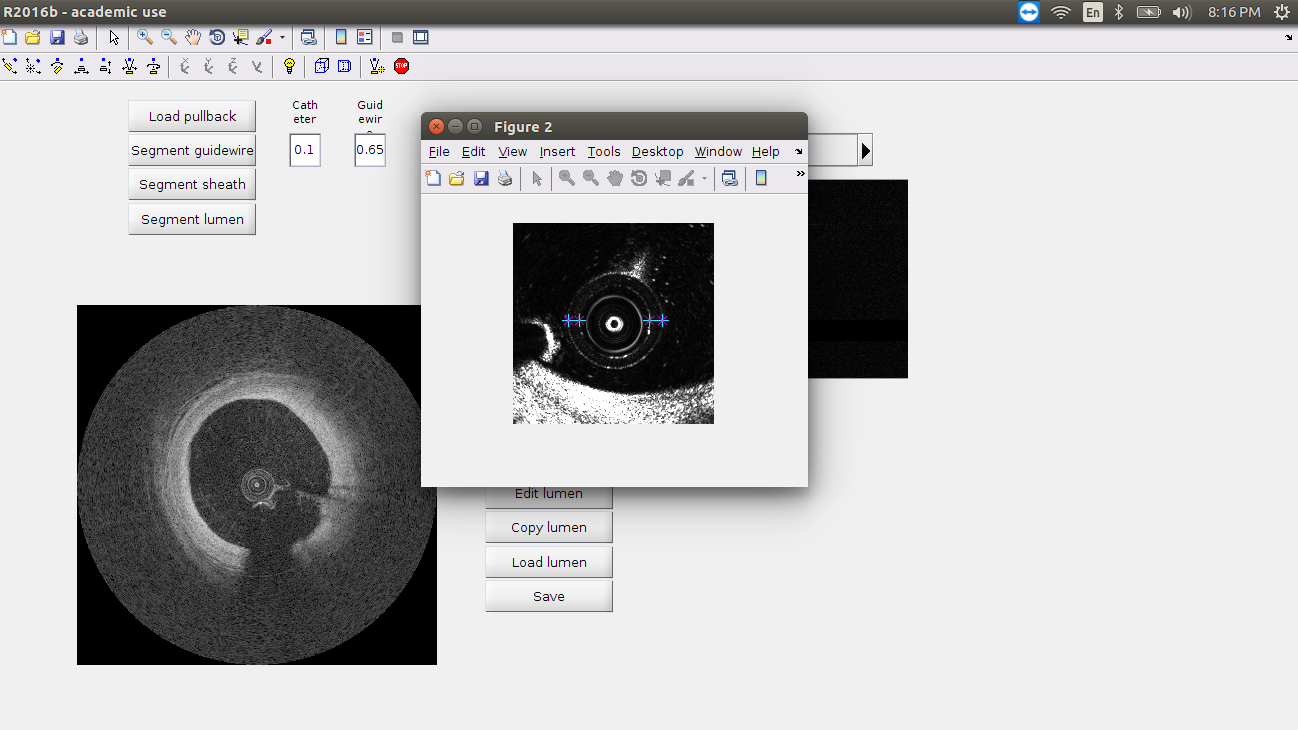 R2016b - academic use
En
8:16 PM
Load pullback
Cath
eter
Guid
ewir
Segment guidewire
0.1
0.65
Segment sheath
Segment lumen
Figure 2
File Edit View Insert Tools Desktop Window Help
Edit lumen
Copy lumen
Load lumen
Save
STOP